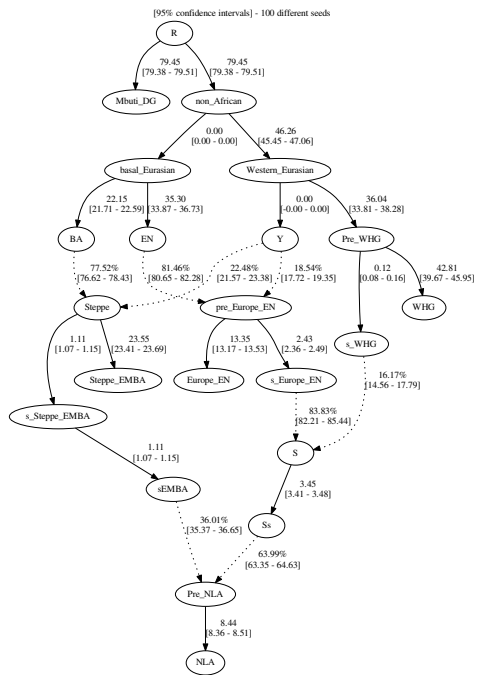 [95% confidence intervals] - 100 different seeds
R
79.45
[79.38 - 79.51]
79.45
[79.38 - 79.51]
Mbuti_DG
non_African
0.00
[0.00 - 0.00]
46.26
[45.45 - 47.06]
basal_Eurasian
Western_Eurasian
22.15
[21.71 - 22.59]
35.30
[33.87 - 36.73]
0.00
[-0.00 - 0.00]
36.04
[33.81 - 38.28]
BA
EN
Y
Pre_WHG
77.52%
[76.62 - 78.43]
81.46%
[80.65 - 82.28]
22.48%
[21.57 - 23.38]
18.54%
[17.72 - 19.35]
0.12
[0.08 - 0.16]
42.81
[39.67 - 45.95]
Steppe
pre_Europe_EN
WHG
1.11
[1.07 - 1.15]
23.55
[23.41 - 23.69]
13.35
[13.17 - 13.53]
2.43
[2.36 - 2.49]
s_WHG
Steppe_EMBA
Europe_EN
s_Europe_EN
16.17%
[14.56 - 17.79]
s_Steppe_EMBA
83.83%
[82.21 - 85.44]
1.11
[1.07 - 1.15]
S
sEMBA
3.45
[3.41 - 3.48]
Ss
36.01%
[35.37 - 36.65]
63.99%
[63.35 - 64.63]
Pre_NLA
8.44
[8.36 - 8.51]
NLA